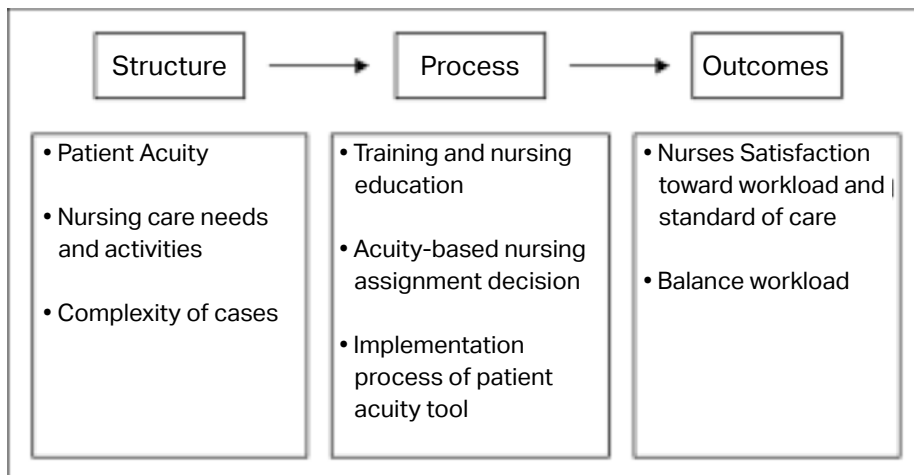 Structure
Process
Outcomes
• Patient Acuity
• Nursing care needs
and activities
• Complexity of cases
• Training and nursing
education
• Acuity-based nursing
assignment decision
• Implementation
process of patient
acuity tool
• Nurses Satisfaction
toward workload and
standard of care
• Balance workload